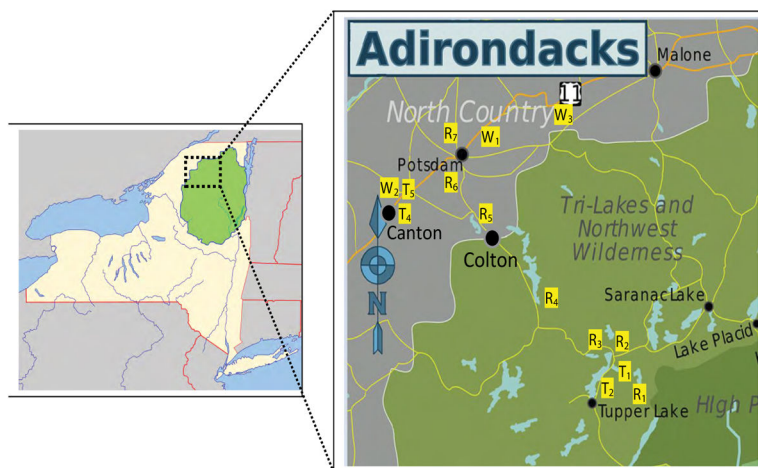 Adirondacks
Malone
11
North Country
W3
R7
W1
Potsdam
R6
W2
T5
T4
R5
Canton
Colton
Tri-Lakes and
Northwest
Wilderness
N
R4
Saranac Lake
Lake Placid
R3
R2
T1
T2
R1
Tupper Lake
HIgh P